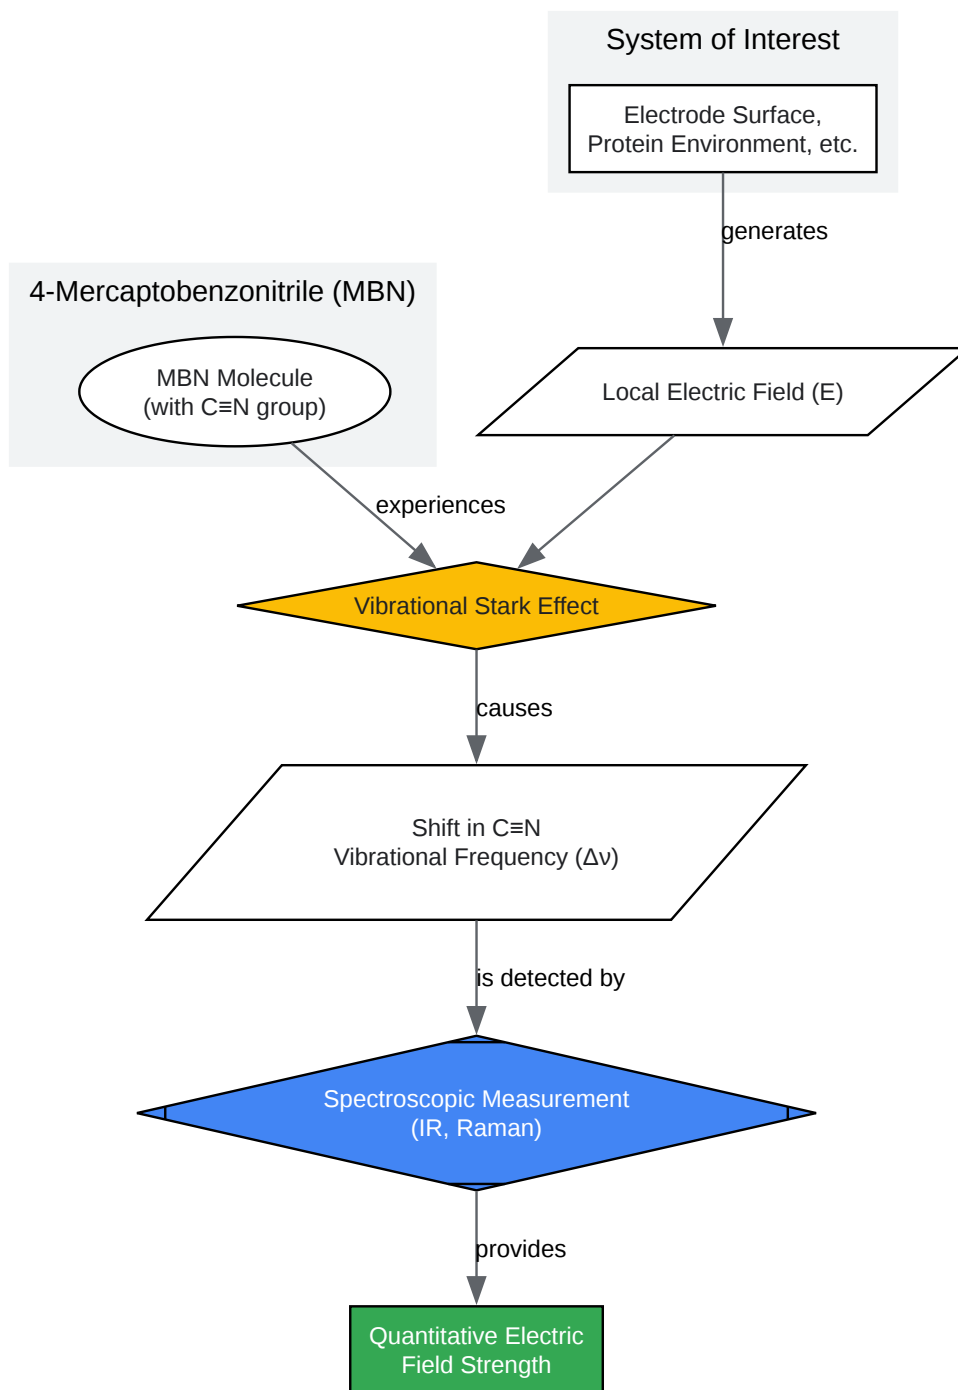 System of Interest
Electrode Surface,
Protein Environment, etc.
generates
4-Mercaptobenzonitrile (MBN)
MBN Molecule
(with C≡N group)
Local Electric Field (E)
experiences
Vibrational Stark Effect
causes
Shift in C≡N
Vibrational Frequency (Δν)
is detected by
Spectroscopic Measurement
(IR, Raman)
provides
Quantitative Electric
Field Strength